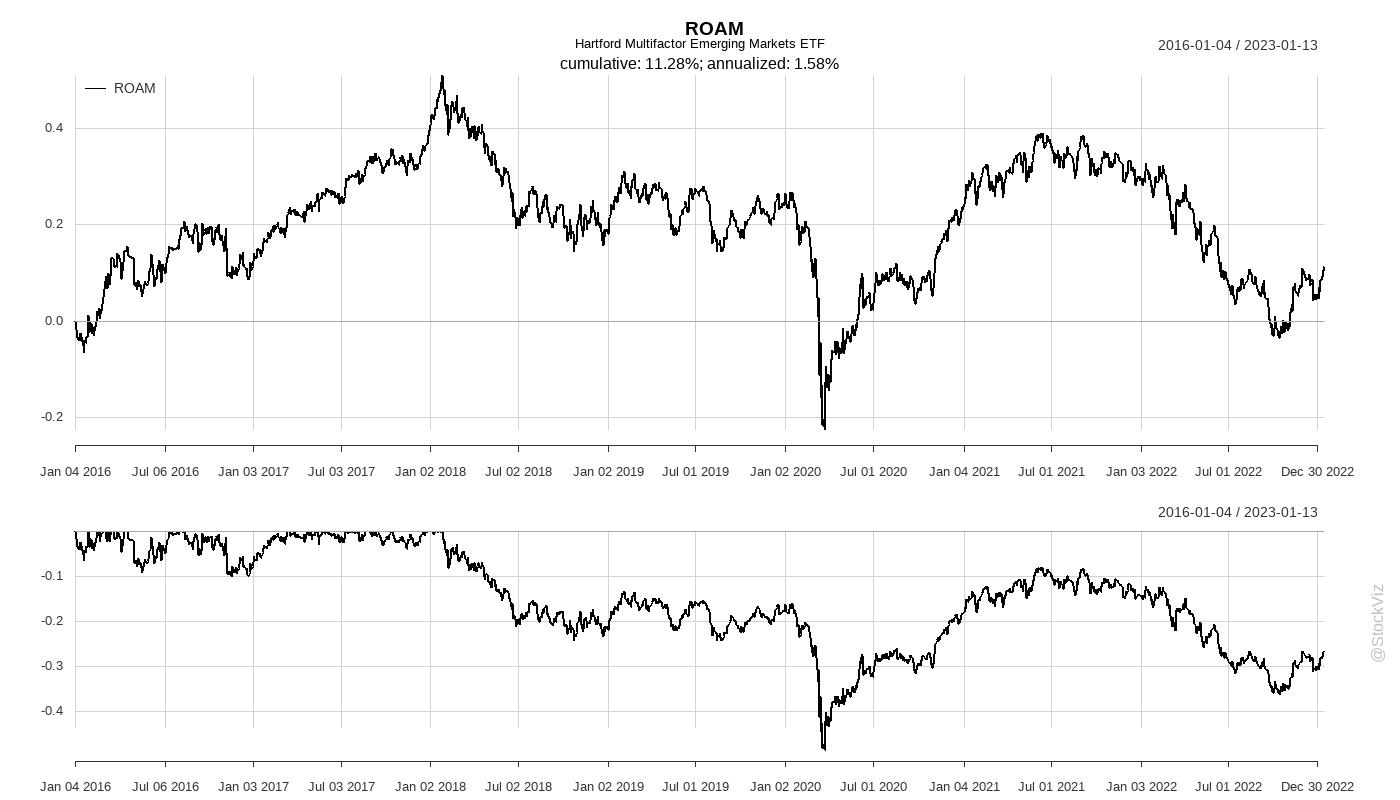 ROAM
Hartford Multifactor Emerging Markets ETF
cumulative: 11.28%; annualized: 1.58%
2016-01-04 / 2023-01-13
ROAM
0.4
0.2
0.0
-0.2
Jan 04 2016 Jul 06 2016 Jan 03 2017 Jul 03 2017 Jan 02 2018 Jul 02 2018 Jan 02 2019 Jul 01 2019 Jan 02 2020 Jul 01 2020 Jan 04 2021 Jul 01 2021 Jan 03 2022 Jul 01 2022 Dec 30 2022
2016-01-04 / 2023-01-13
-0.1
-0.2
-0.3
-0.4
Jan 04 2016 Jul 06 2016 Jan 03 2017 Jul 03 2017 Jan 02 2018 Jul 02 2018 Jan 02 2019 Jul 01 2019 Jan 02 2020 Jul 01 2020 Jan 04 2021 Jul 01 2021 Jan 03 2022 Jul 01 2022 Dec 30 2022
@StockViz